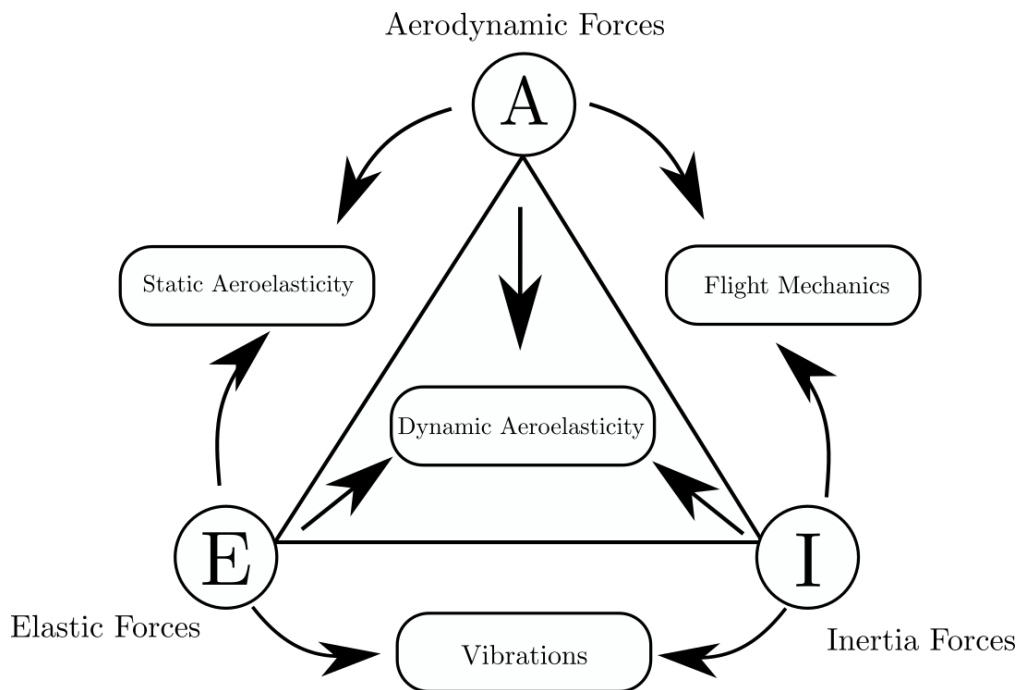 Aerodynamic Forces
A
Static Aeroelasticity
Flight Mechanics
Dynamic Aeroelasticity
E
I
Elastic Forces
Inertia Forces
Vibrations